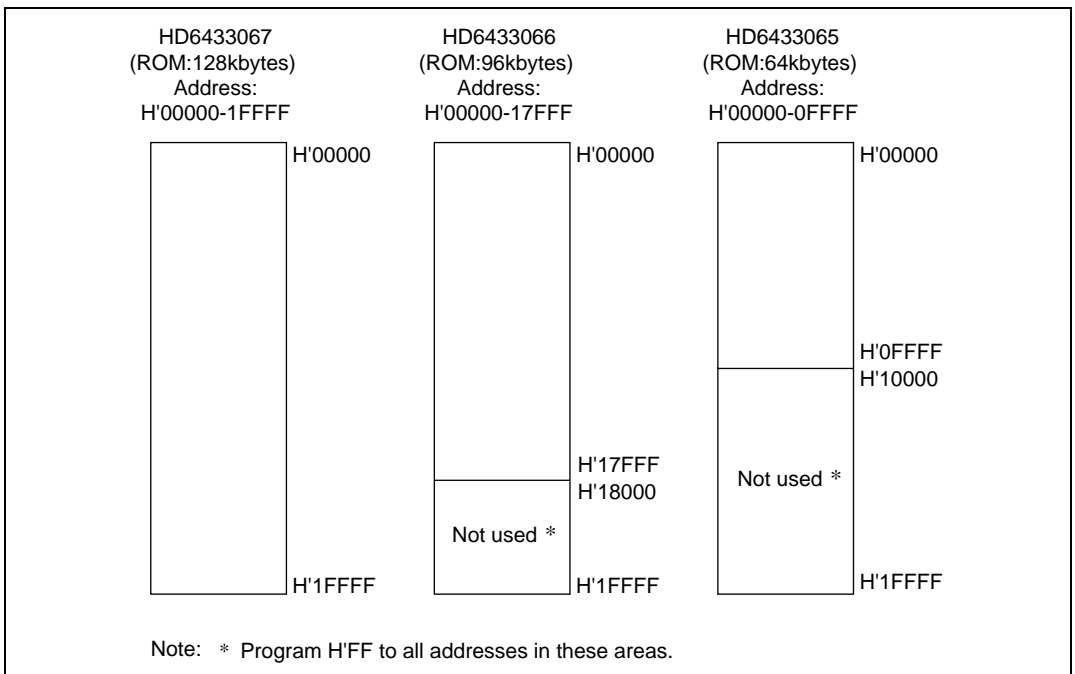 HD6433067
(ROM:128kbytes)
Address:
H'00000-1FFFF
H'00000
H'1FFFF
HD6433066
(ROM:96kbytes)
Address:
H'00000-17FFF
H'00000
H'17FFF
H'18000
Not used *
H'1FFFF
HD6433065
(ROM:64kbytes)
Address:
H'00000-0FFFF
H'00000
H'0FFFF
H'10000
Not used *
H'1FFFF
Note: * Program H'FF to all addresses in these areas.